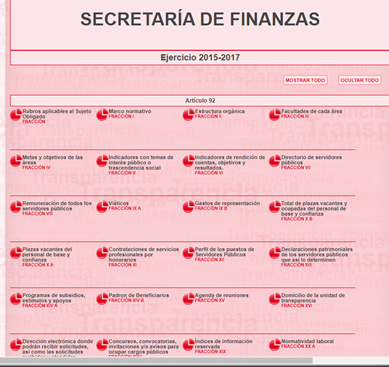 SECRETARÍA DE FINANZAS
Ejercicio 2015-2017
MOSTRAR TODO
OCULTAR TODO
Artículo 92
Rubros aplicables al Sujeto
Obligado
FRACCIÓN
Marco normativo
FRACCIÓN I
Estructura orgánica
FRACCIÓN II
Facultades de cada área
FRACCIÓN III
Metas y objetivos de las
áreas
FRACCIÓN IV
Indicadores con temas de
interés público o
trascendencia social
FRACCIÓN V
Indicadores de rendición de
cuentas, objetivos y
resultados.
FRACCIÓN VI
Directorio de servidores
públicos
FRACCIÓN VII
Remuneración de todos los
servidores públicos
FRACCIÓN VIII
Viáticos
FRACCIÓN IX A
Gastos de representación
FRACCIÓN IX B
Total de plazas vacantes y
ocupadas del personal de
base y confianza
FRACCIÓN X B
Plazas vacantes del
personal de base y
confianza
FRACCIÓN X A
Contrataciones de servicios
profesionales por
honorarios
FRACCIÓN XI
Perfil de los puestos de
Servidores Públicos
FRACCIÓN XII
Declaraciones patrimoniales
de los servidores públicos
que así lo determinen
FRACCIÓN XIII
Programas de subsidios,
estímulos y apoyos
FRACCIÓN XIV A
Padron de Beneficiarios
FRACCIÓN XIV B
Agenda de reuniones
FRACCIÓN XV
Domicilio de la unidad de
transparencia
FRACCIÓN XVI
Dirección electrónica donde
podrán recibir solicitudes,
así como las solicitudes
Concursos, convocatorias,
invitaciones y/o avisos para
ocupar cargos públicos
Índices de información
reservada
FRACCIÓN XIX
Normatividad laboral
FRACCIÓN XX A